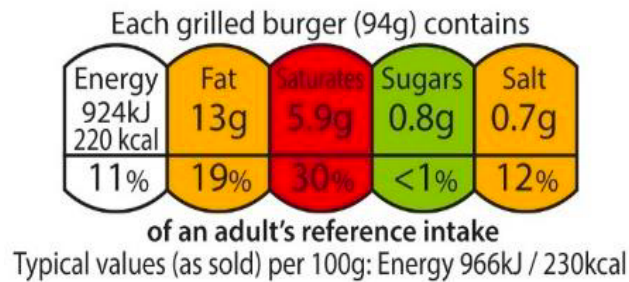 Each grilled burger (94g) contains
Energy Fat Saturates Sugars Salt
924kJ 13g 5.9g 0.8g 0.7g
220 kcal
11% 19% 30% <1% 12%
of an adult's reference intake
Typical values (as sold) per 100g: Energy 966kJ / 230kcal